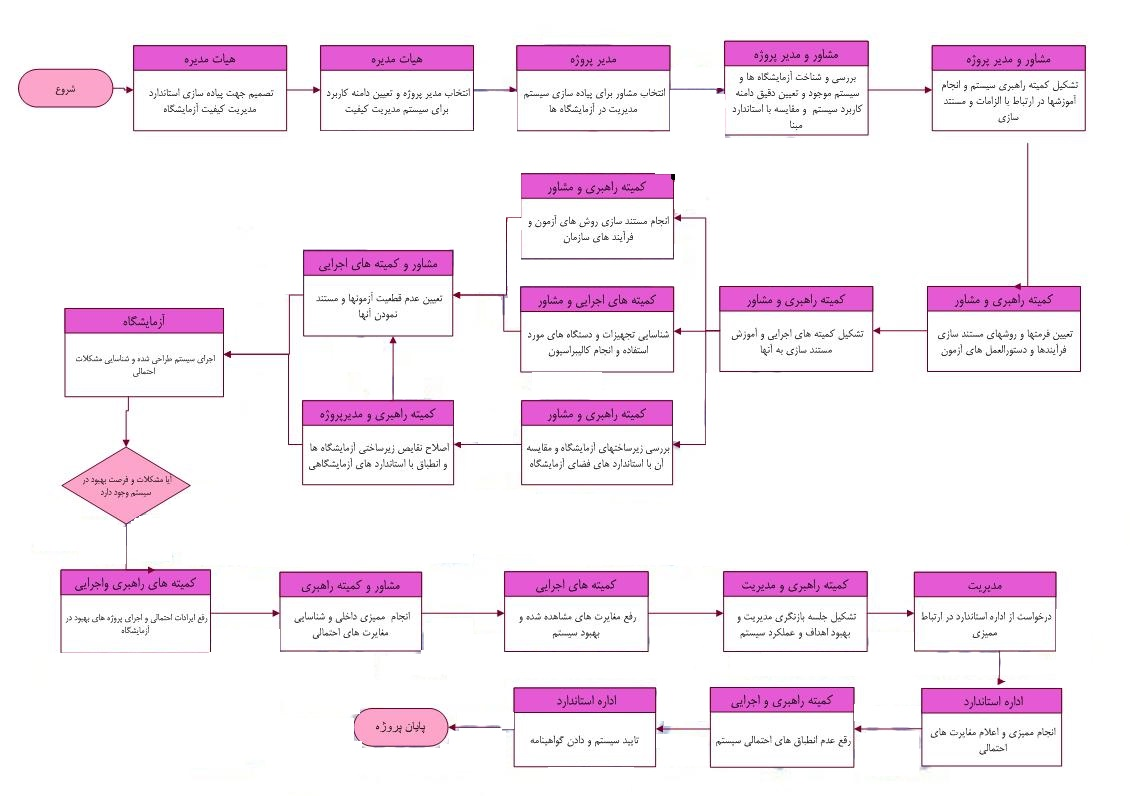 شروع
هیات مدیره
تصمیم جهت پیاده سازی استاندارد
مدیریت کیفیت آزمایشگاه
هیات مدیره
انتخاب مدیر پروژه و تعیین دامنه کاربرد
برای سیستم مدیریت کیفیت
مدیر پروژه
انتخاب مشاور برای پیاده سازی سیستم
مدیریت در آزمایشگاه ها
مشاور و مدیر پروژه
بررسی و شناخت آزمایشگاه ها و
سیستم موجود و تعیین دقیق دامنه
کاربرد سیستم و مقایسه با استاندارد
مبنا
مشاور و مدیر پروژه
تشکیل کمیته راهبری سیستم و انجام
آموزشها در ارتباط با الزامات و مستند
سازی
کمیته راهبری و مشاور
تعیین فرمتها و روشهای مستند سازی
فرآیندها و دستورالعمل های آزمون
کمیته راهبری و مشاور
تشکیل کمیته های اجرایی و آموزش
مستند سازی به آنها
کمیته راهبری و مشاور
انجام مستند سازی روش های آزمون و
فرآیند های سازمان
کمیته های اجرایی و مشاور
شناسایی تجهیزات و دستگاه های مورد
استفاده و انجام کالیبراسیون
کمیته راهبری و مشاور
بررسی زیرساختهای آزمایشگاه و مقایسه
آن با استاندارد های فضای آزمایشگاه
مشاور و کمیته های اجرایی
تعیین عدم قطعیت آزمونها و مستند
نمودن آنها
کمیته راهبری و مدیرپروژه
اصلاح نقایص زیرساختی آزمایشگاه ها
و انطباق با استاندارد های آزمایشگاهی
آزمایشگاه
اجرای سیستم طراحی شده و شناسایی مشکلات
احتمالی
آیا مشکلات و فرصت بهبود در
سیستم وجود دارد
کمیته های راهبری واجرایی
رفع ایرادات احتمالی و اجرای پروژه های بهبود در
آزمایشگاه
مشاور و کمیته راهبری
انجام ممیزی داخلی و شناسایی
مغایرت های احتمالی
کمیته های اجرایی
رفع مغایرت های مشاهده شده و
بهبود سیستم
کمیته راهبری و مدیریت
تشکیل جلسه بازنگری مدیریت و
بهبود اهداف و عملکرد سیستم
مدیریت
درخواست از اداره استاندارد در ارتباط
ممیزی
اداره استاندارد
انجام ممیزی و اعلام مغایرت های
احتمالی
کمیته راهبری و اجرایی
رفع عدم انطباق های احتمالی سیستم
اداره استاندارد
تایید سیستم و دادن گواهینامه
پایان پروژه